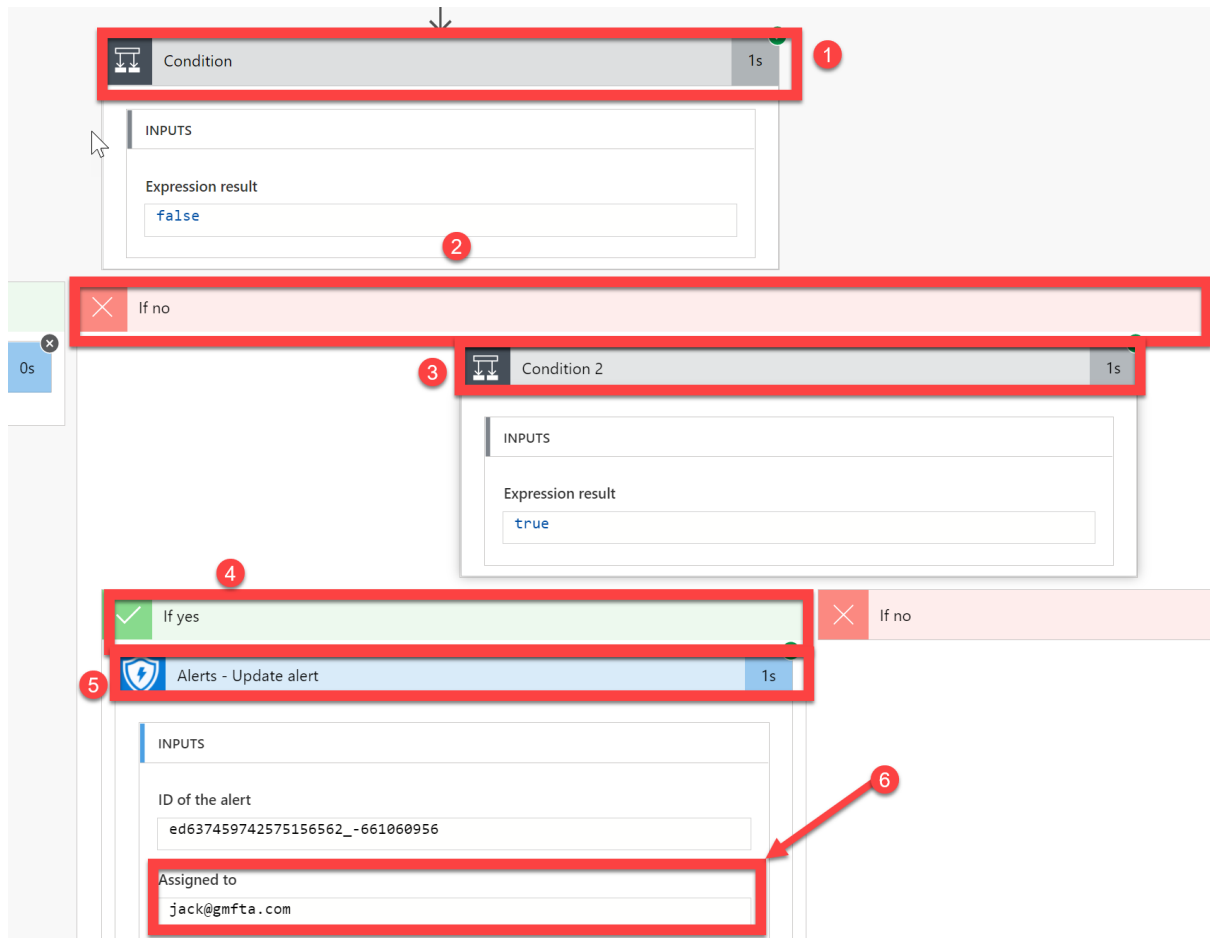 Condition
1s
1
INPUTS
Expression result
false
2
If no
0s
3
Condition 2
1s
INPUTS
Expression result
true
4
If yes
If no
5
Alerts - Update alert
1s
INPUTS
6
ID of the alert
ed637459742575156562_-661060956
Assigned to
jack@gmfta.com